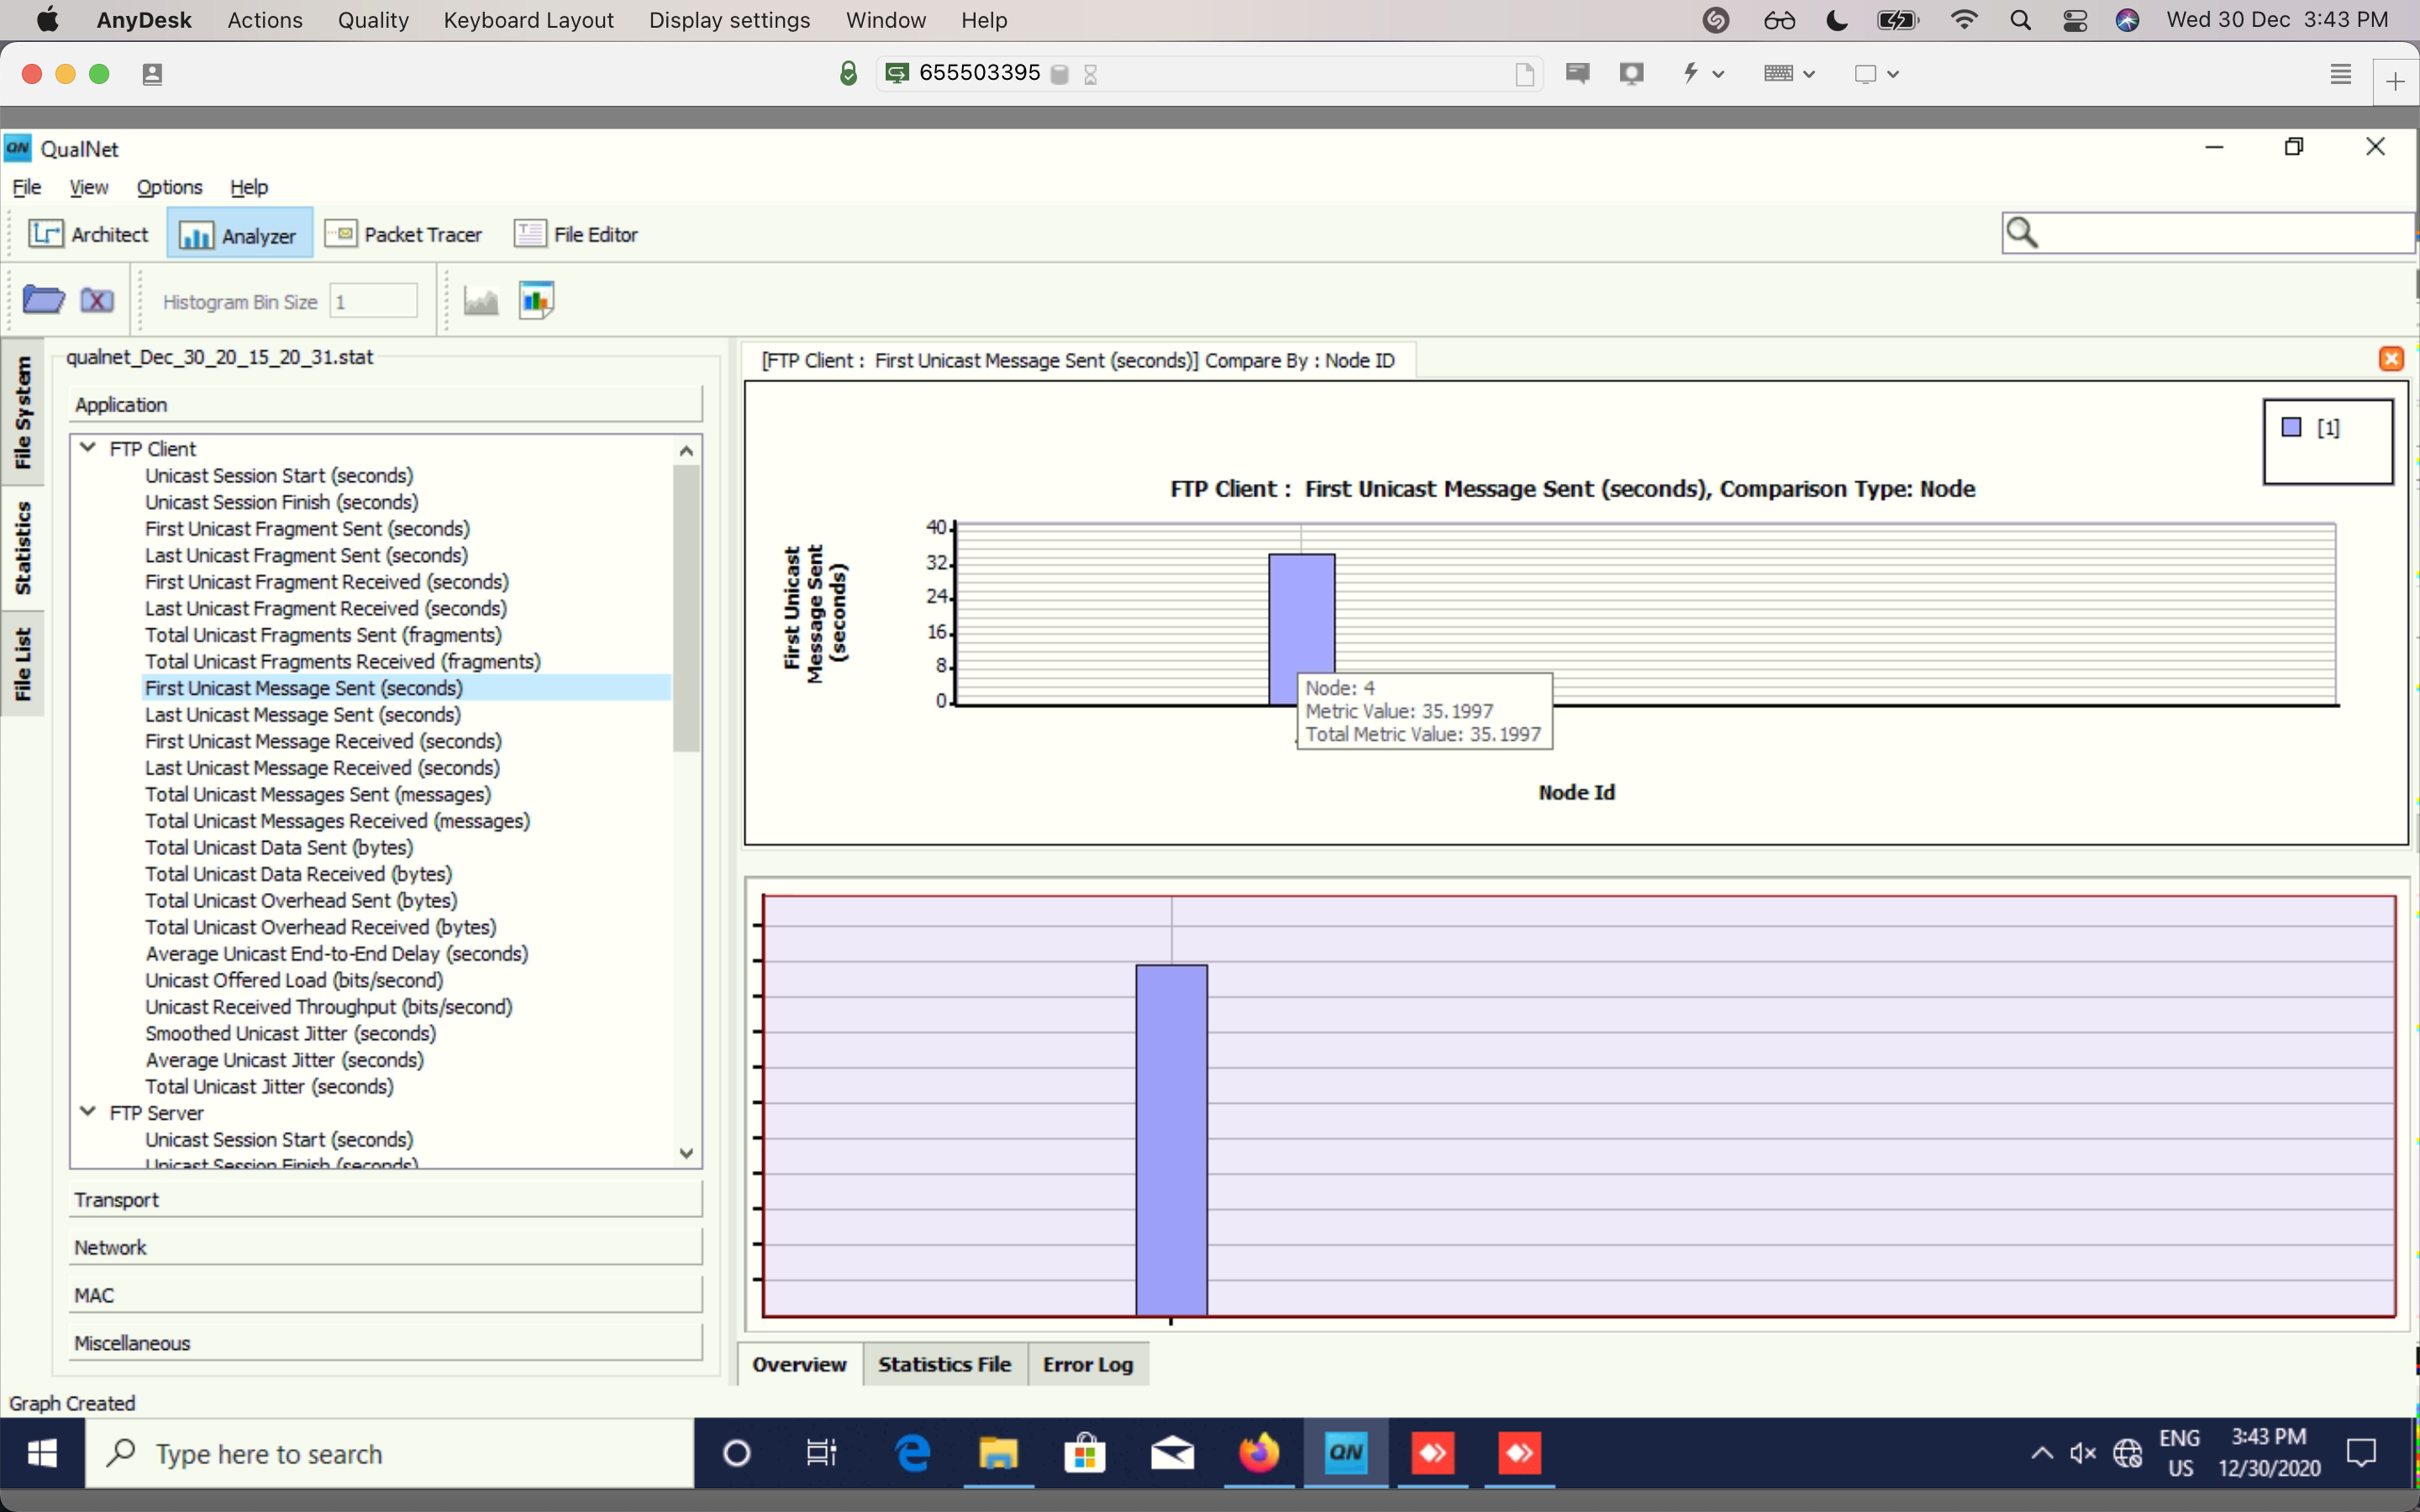 AnyDesk Actions Quality Keyboard Layout Display settings Window Help Wed 30 Dec 3:43 PM
655503395
QN QualNet
File View Options Help
Architect Analyzer Packet Tracer File Editor
Histogram Bin Size 1
File System
Statistics
File List
qualnet_Dec_30_20_15_20_31.stat
Application
FTP Client
Unicast Session Start (seconds)
Unicast Session Finish (seconds)
First Unicast Fragment Sent (seconds)
Last Unicast Fragment Sent (seconds)
First Unicast Fragment Received (seconds)
Last Unicast Fragment Received (seconds)
Total Unicast Fragments Sent (fragments)
Total Unicast Fragments Received (fragments)
First Unicast Message Sent (seconds)
Last Unicast Message Sent (seconds)
First Unicast Message Received (seconds)
Last Unicast Message Received (seconds)
Total Unicast Messages Sent (messages)
Total Unicast Messages Received (messages)
Total Unicast Data Sent (bytes)
Total Unicast Data Received (bytes)
Total Unicast Overhead Sent (bytes)
Total Unicast Overhead Received (bytes)
Average Unicast End-to-End Delay (seconds)
Unicast Offered Load (bits/second)
Unicast Received Throughput (bits/second)
Smoothed Unicast Jitter (seconds)
Average Unicast Jitter (seconds)
Total Unicast Jitter (seconds)
FTP Server
Unicast Session Start (seconds)
Unicast Session Finish (seconds)
Transport
Network
MAC
Miscellaneous
[FTP Client : First Unicast Message Sent (seconds)] Compare By : Node ID
[1]
FTP Client : First Unicast Message Sent (seconds), Comparison Type: Node
First Unicast
Message Sent
(seconds)
40
32
24
16
8
0
Node: 4
Metric Value: 35.1997
Total Metric Value: 35.1997
Node Id
Overview Statistics File Error Log
Graph Created
Type here to search
QN
ENG
US
3:43 PM
12/30/2020